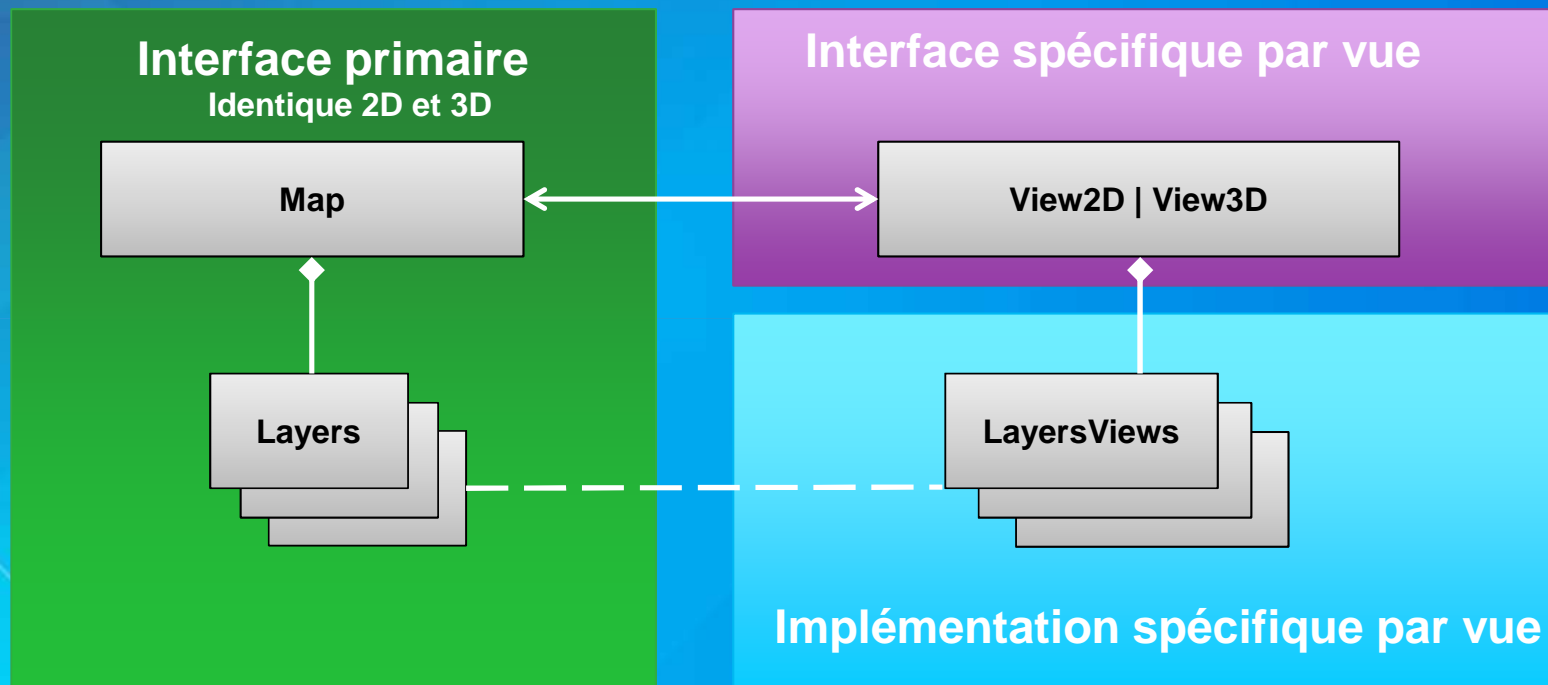 Interface primaire
Identique 2D et 3D
Map
Layers
Interface spécifique par vue
View2D | View3D
LayersViews
Implémentation spécifique par vue